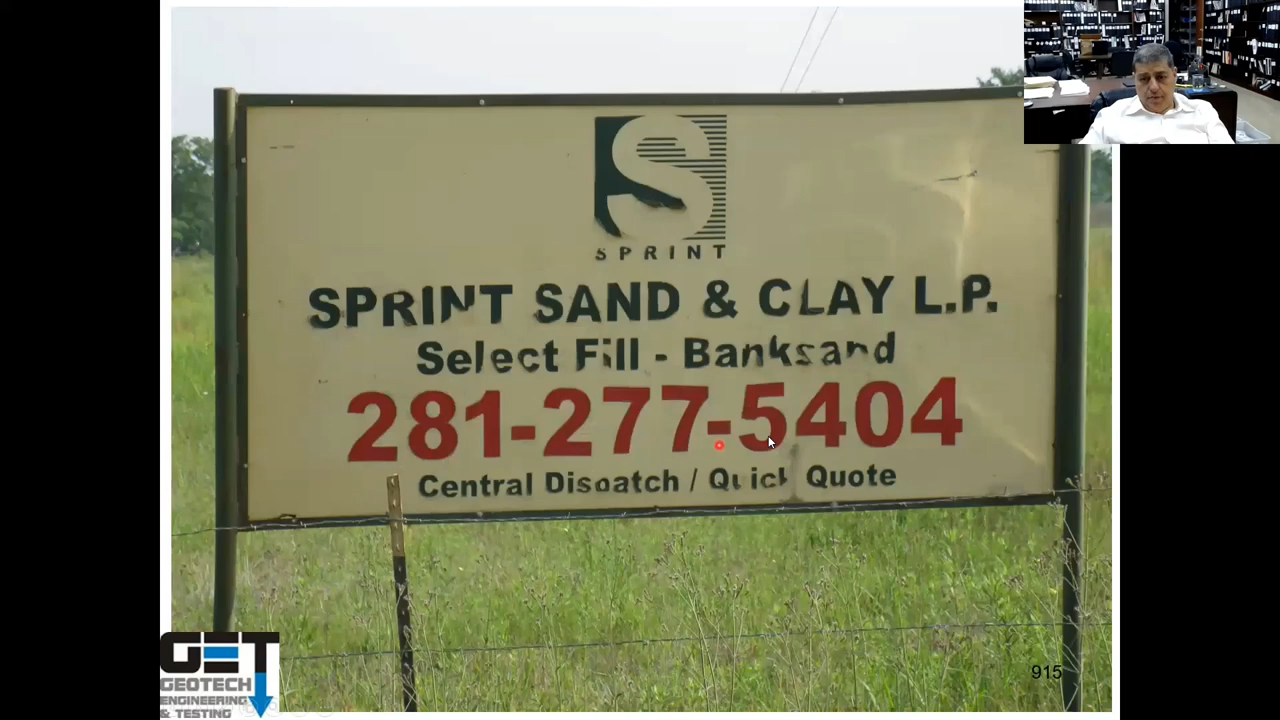 S
SPRINT
SPRINT SAND & CLAY L.P.
Select Fill - Banksand
281-277-5404
Central Dispatch / Quick Quote
GET
GEOTECH
ENGINEERING
& TESTING
915